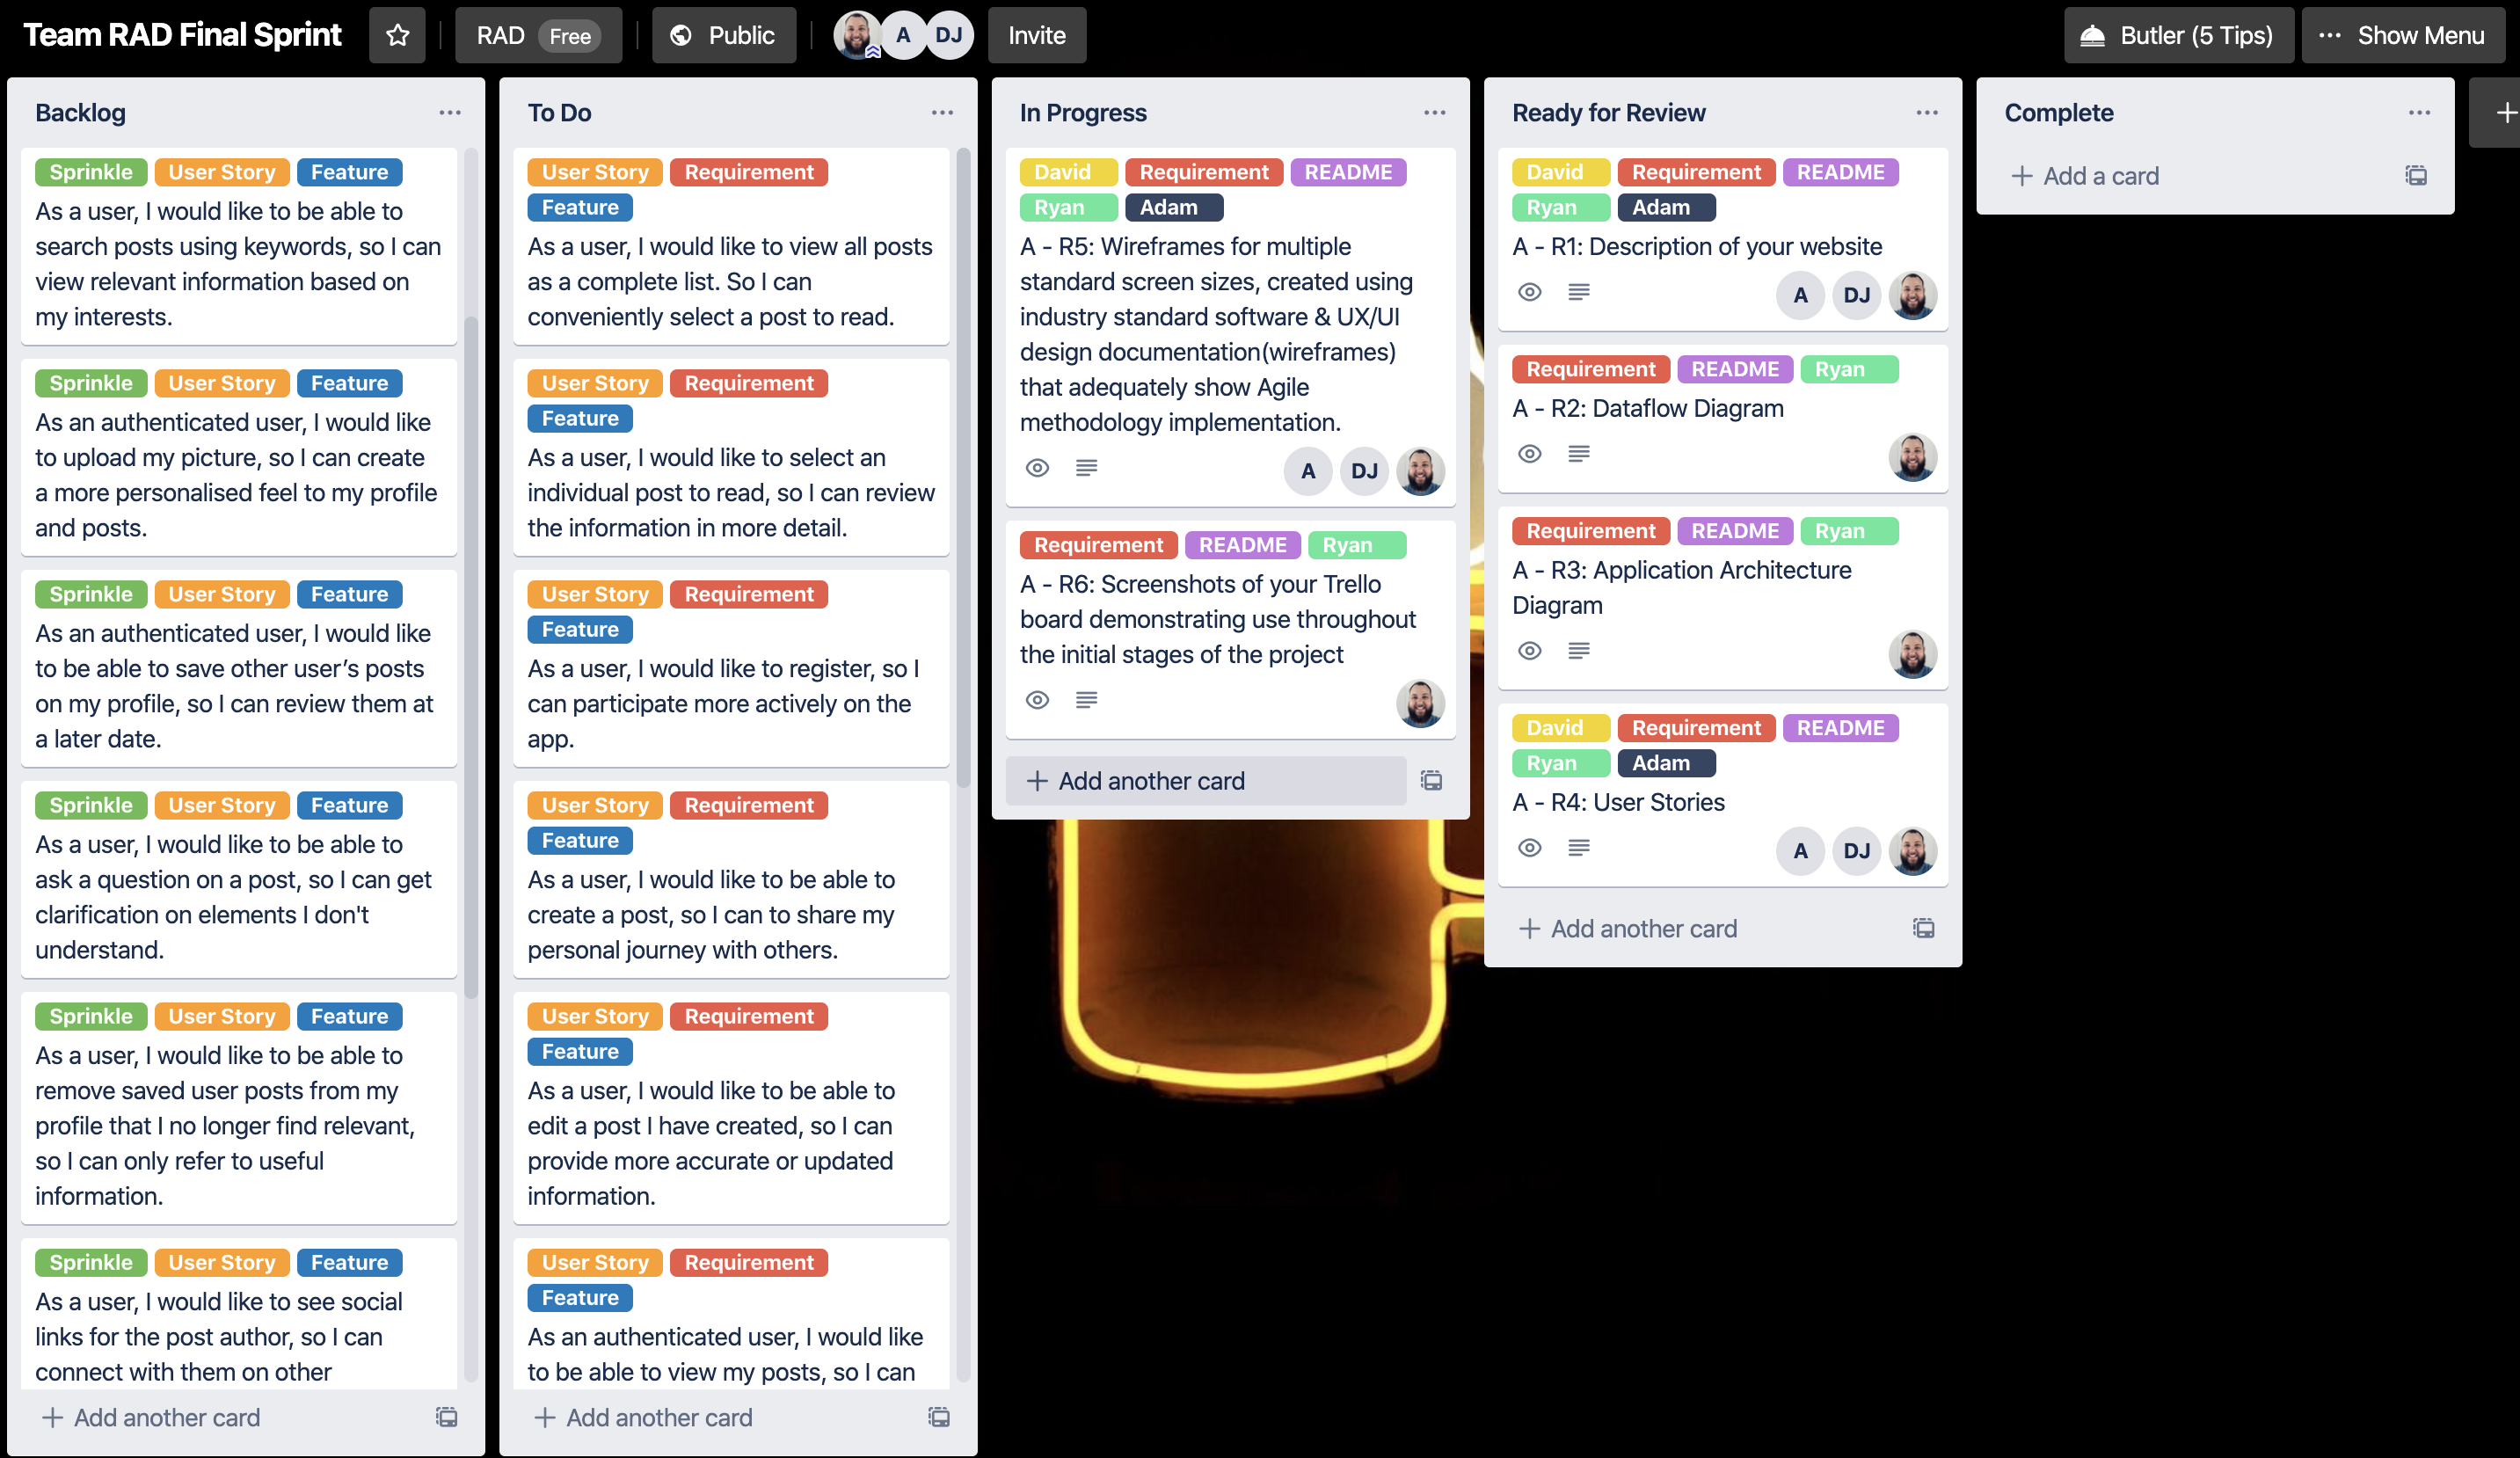 Team RAD Final Sprint
RAD Free
Public
A
DJ
Invite
Butler (5 Tips)
Show Menu
Backlog
Sprinkle User Story Feature
As a user, I would like to be able to
search posts using keywords, so I can
view relevant information based on
my interests.
Sprinkle User Story Feature
As an authenticated user, I would like
to upload my picture, so I can create
a more personalised feel to my profile
and posts.
Sprinkle User Story Feature
As an authenticated user, I would like
to be able to save other user’s posts
on my profile, so I can review them at
a later date.
Sprinkle User Story Feature
As a user, I would like to be able to
ask a question on a post, so I can get
clarification on elements I don't
understand.
Sprinkle User Story Feature
As a user, I would like to be able to
remove saved user posts from my
profile that I no longer find relevant,
so I can only refer to useful
information.
Sprinkle User Story Feature
As a user, I would like to see social
links for the post author, so I can
connect with them on other
Add another card
To Do
User Story Requirement
Feature
As a user, I would like to view all posts
as a complete list. So I can
conveniently select a post to read.
User Story Requirement
Feature
As a user, I would like to select an
individual post to read, so I can review
the information in more detail.
User Story Requirement
Feature
As a user, I would like to register, so I
can participate more actively on the
app.
User Story Requirement
Feature
As a user, I would like to be able to
create a post, so I can to share my
personal journey with others.
User Story Requirement
Feature
As a user, I would like to be able to
edit a post I have created, so I can
provide more accurate or updated
information.
User Story Requirement
Feature
As an authenticated user, I would like
to be able to view my posts, so I can
Add another card
In Progress
David Requirement README
Ryan Adam
A - R5: Wireframes for multiple
standard screen sizes, created using
industry standard software & UX/UI
design documentation(wireframes)
that adequately show Agile
methodology implementation.
A DJ
Requirement README Ryan
A - R6: Screenshots of your Trello
board demonstrating use throughout
the initial stages of the project
Add another card
Ready for Review
David Requirement README
Ryan Adam
A - R1: Description of your website
A DJ
Requirement README Ryan
A - R2: Dataflow Diagram
Requirement README Ryan
A - R3: Application Architecture
Diagram
David Requirement README
Ryan Adam
A - R4: User Stories
A DJ
Add another card
Complete
Add a card